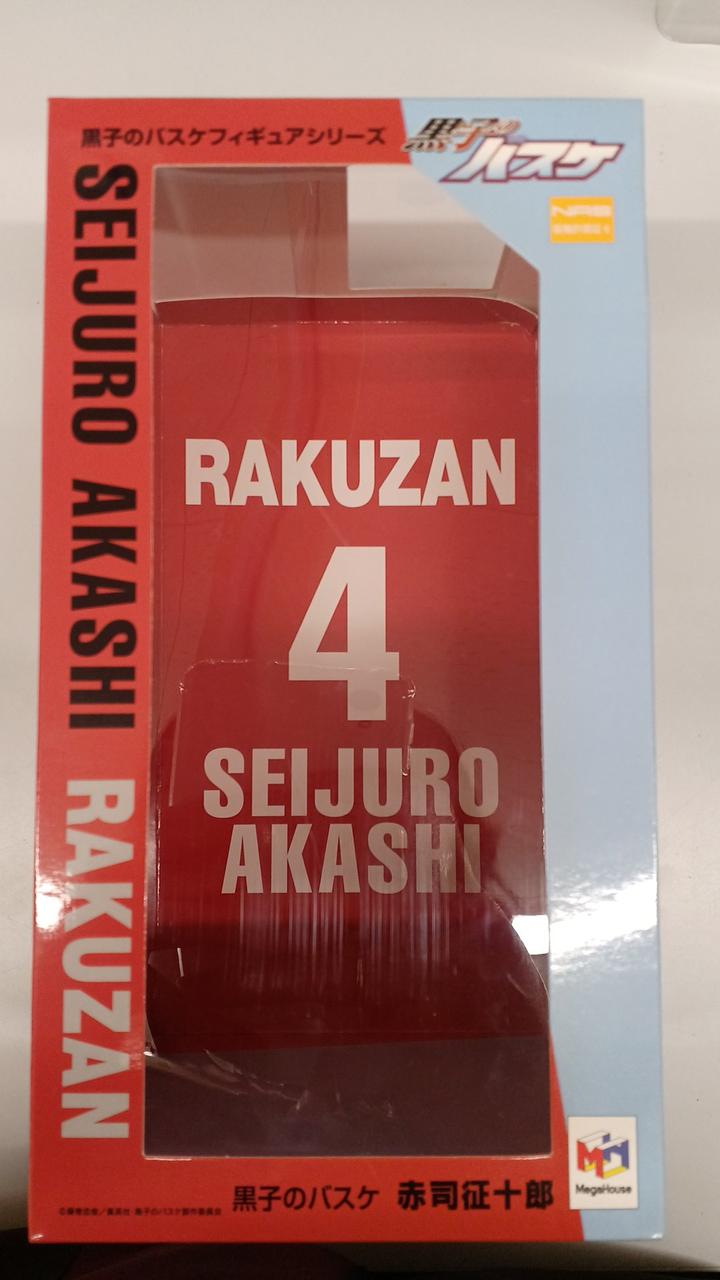 黒子のバスケフィギュアシリーズ
黒子の
バスケ
SEIJURO AKASHI RAKUZAN
RAKUZAN
4
SEIJURO
AKASHI
黒子のバスケ 赤司征十郎
MegaHouse